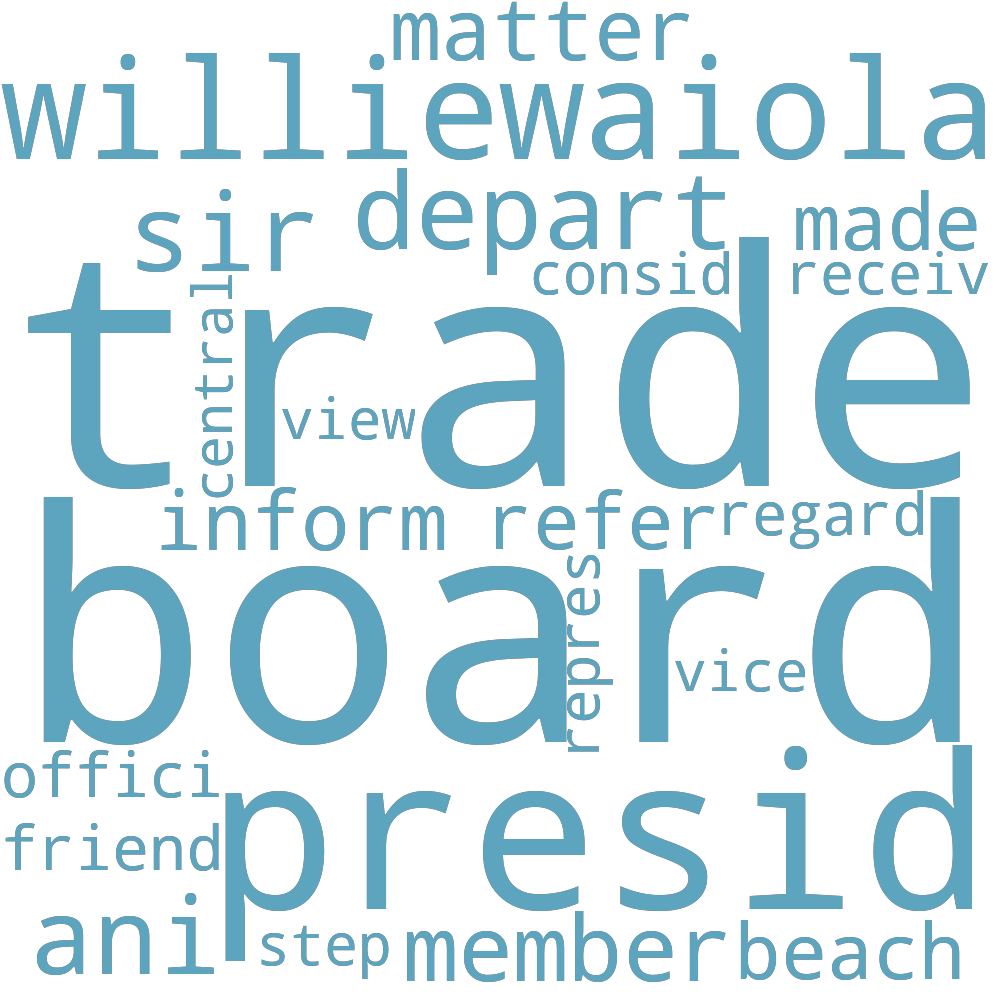 matter
williewaiola
sir
depart
made
consid
receiv
trade
central
view
inform
refer
regard
board
repres
vice
offici
presid
friend
ani
step
member
beach